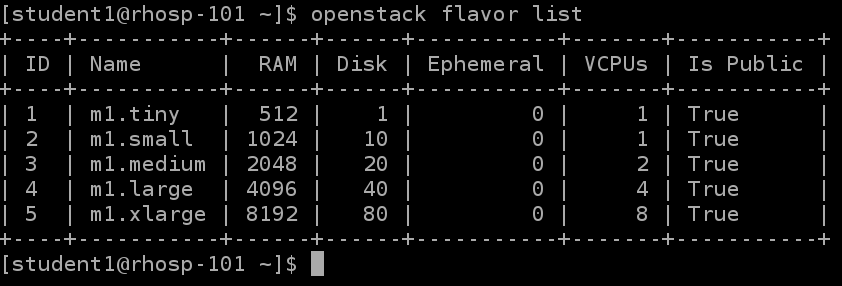 [student1@rhosp-101 ~]$ openstack flavor list
+----+-----------+------+------+-----------+-------+-----------+
| ID | Name      |  RAM | Disk | Ephemeral | VCPUs | Is Public |
+----+-----------+------+------+-----------+-------+-----------+
| 1  | m1.tiny   |  512 |    1 |         0 |     1 | True      |
| 2  | m1.small  | 1024 |   10 |         0 |     1 | True      |
| 3  | m1.medium | 2048 |   20 |         0 |     2 | True      |
| 4  | m1.large  | 4096 |   40 |         0 |     4 | True      |
| 5  | m1.xlarge | 8192 |   80 |         0 |     8 | True      |
+----+-----------+------+------+-----------+-------+-----------+
[student1@rhosp-101 ~]$